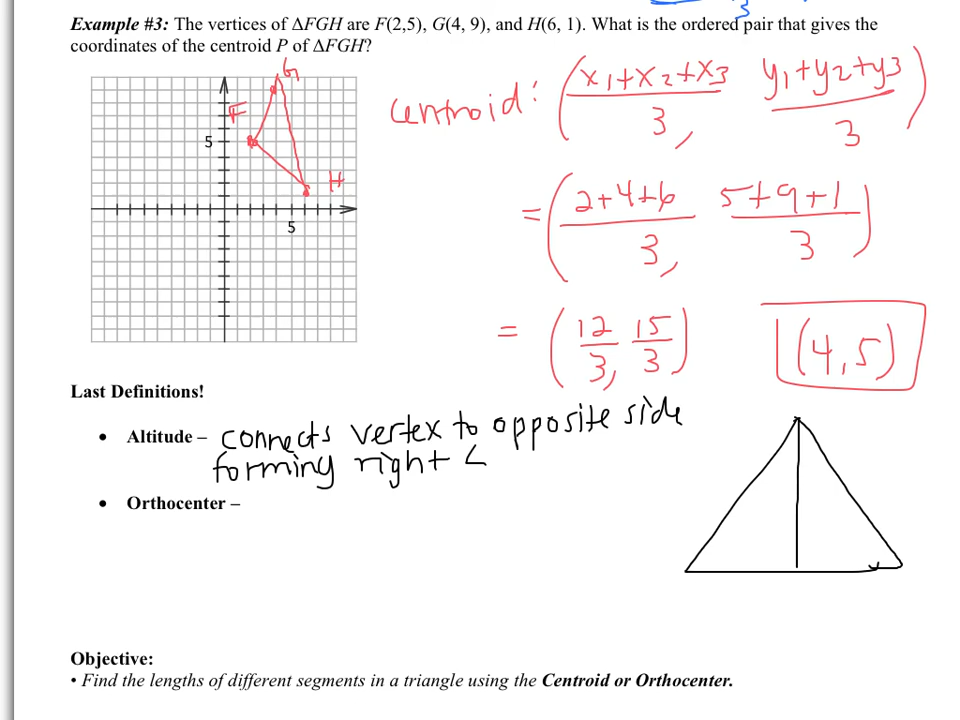 3
Example #3: The vertices of ΔFGH are F(2,5), G(4, 9), and H(6, 1). What is the ordered pair that gives the
coordinates of the centroid P of ΔFGH?
G
F
5
H
5
centroid: (x1+x2+x3/3, y1+y2+y3/3)
= (2+4+6/3, 5+9+1/3)
= (12/3, 15/3) (4,5)
Last Definitions!
• Altitude – connects vertex to opposite side
forming right <
• Orthocenter –
Objective:
• Find the lengths of different segments in a triangle using the Centroid or Orthocenter.